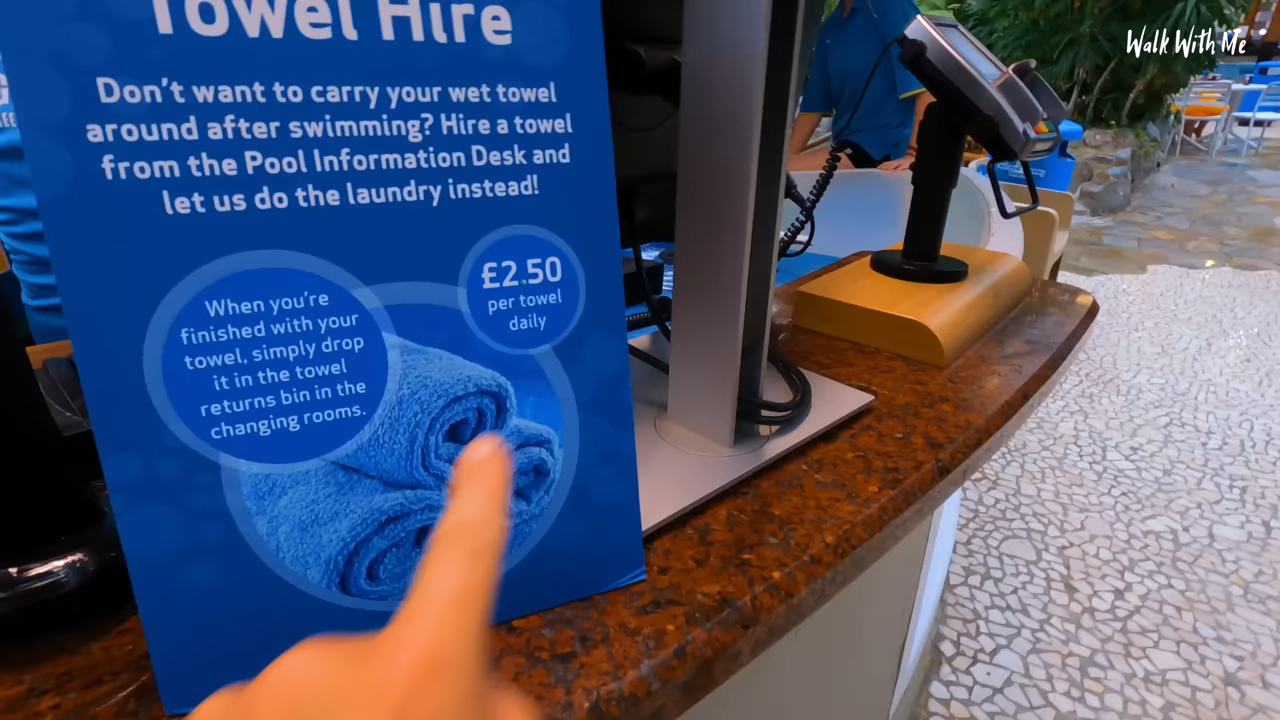 Towel Hire
Don't want to carry your wet towel
around after swimming? Hire a towel
from the Pool Information Desk and
let us do the laundry instead!
£2.50
per towel
daily
When you're
finished with your
towel, simply drop
it in the towel
returns bin in the
changing rooms.
Walk With Me